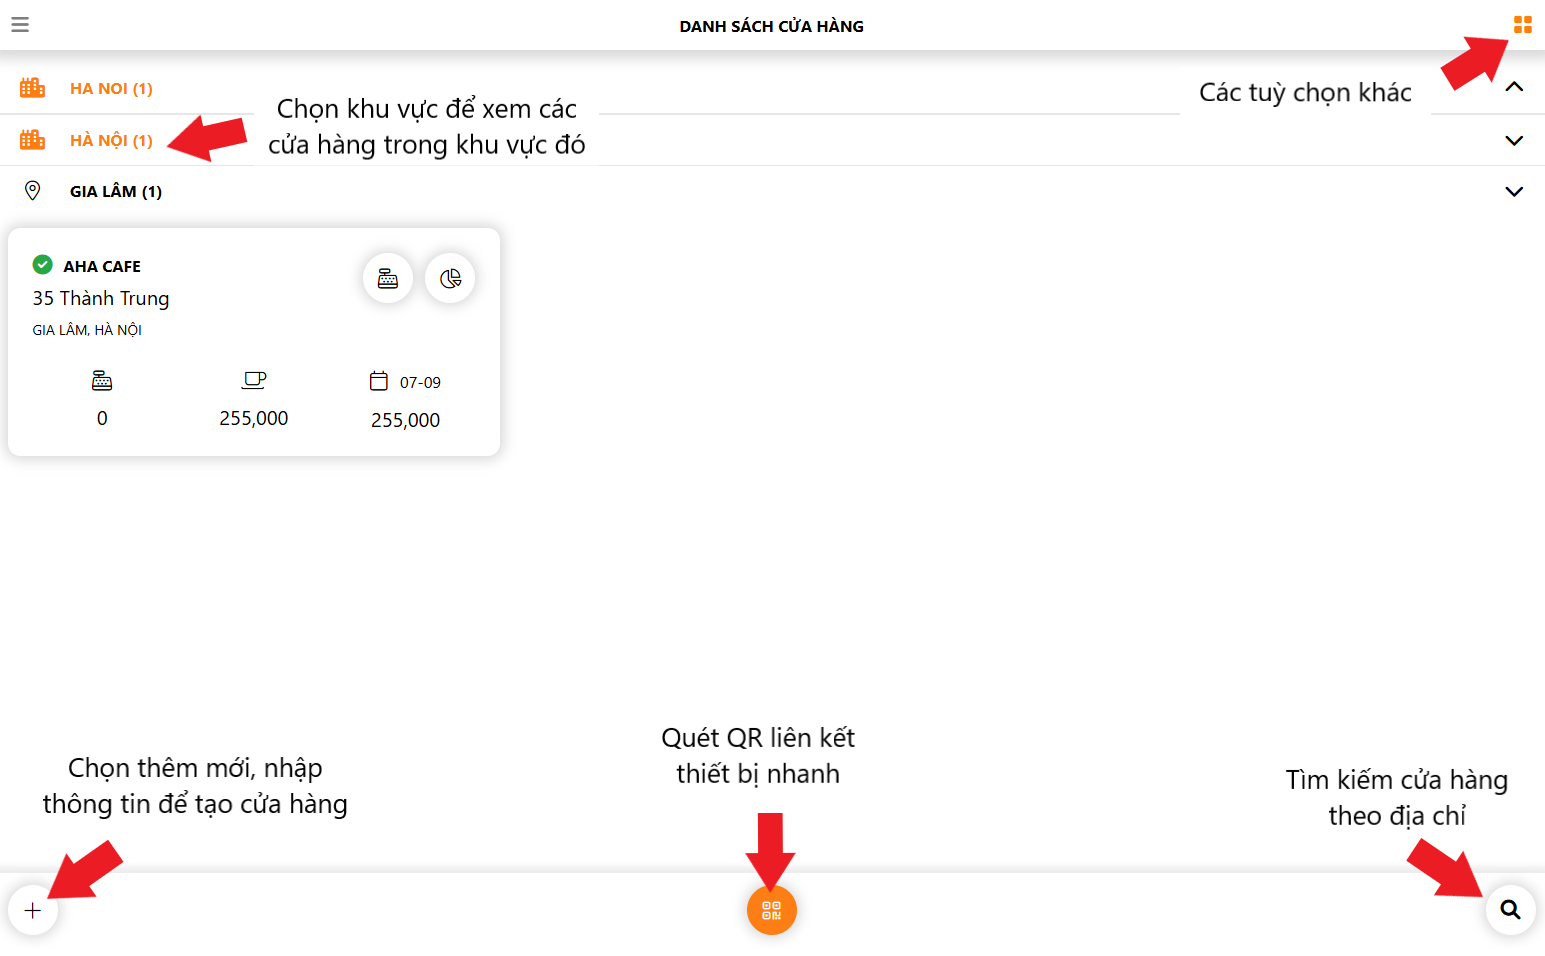 DANH SÁCH CỬA HÀNG
HA NOI (1)
Các tuỳ chọn khác
Chọn khu vực để xem các
cửa hàng trong khu vực đó
HÀ NỘI (1)
GIA LÂM (1)
AHA CAFE
35 Thành Trung
GIA LÂM, HÀ NỘI
07-09
0 255,000 255,000
Quét QR liên kết
thiết bị nhanh
Chọn thêm mới, nhập
thông tin để tạo cửa hàng
Tìm kiếm cửa hàng
theo địa chỉ